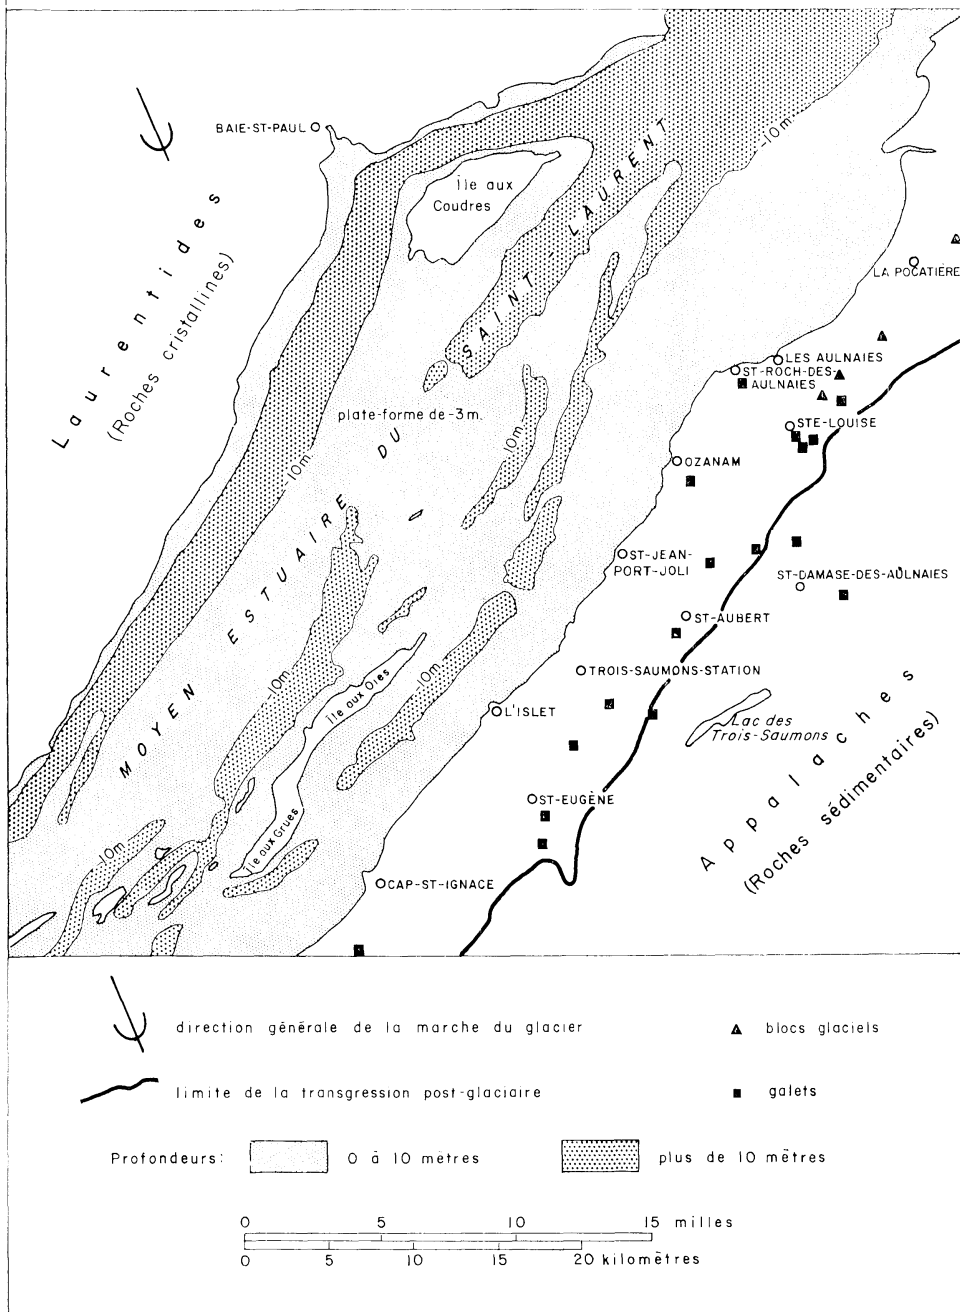 BAIE-ST-PAUL
Île aux
Coudres
Laurentides
(Roches cristallines)
MOYEN ESTUAIRE DU SAINT-LAURENT
-10m.
LA POCATIÈRE
LES AULNAIES
ST-ROCH-DES-
AULNAIES
plate-forme de -3m.
STE-LOUISE
-10m.
-10m.
OZANAM
ST-JEAN-
PORT-JOLI
ST-DAMASE-DES-AULNAIES
ST-AUBERT
TROIS-SAUMONS-STATION
-10m.
-10m.
Île aux Oies
L'ISLET
Lac des
Trois-Saumons
Appalaches
(Roches sédimentaires)
ST-EUGÈNE
Île aux Grues
-10m.
CAP-ST-IGNACE
direction générale de la marche du glacier
blocs glaciels
limite de la transgression post-glaciaire
galets
Profondeurs: 0 à 10 mètres plus de 10 mètres
0 5 10 15 milles
0 5 10 15 20 kilomètres